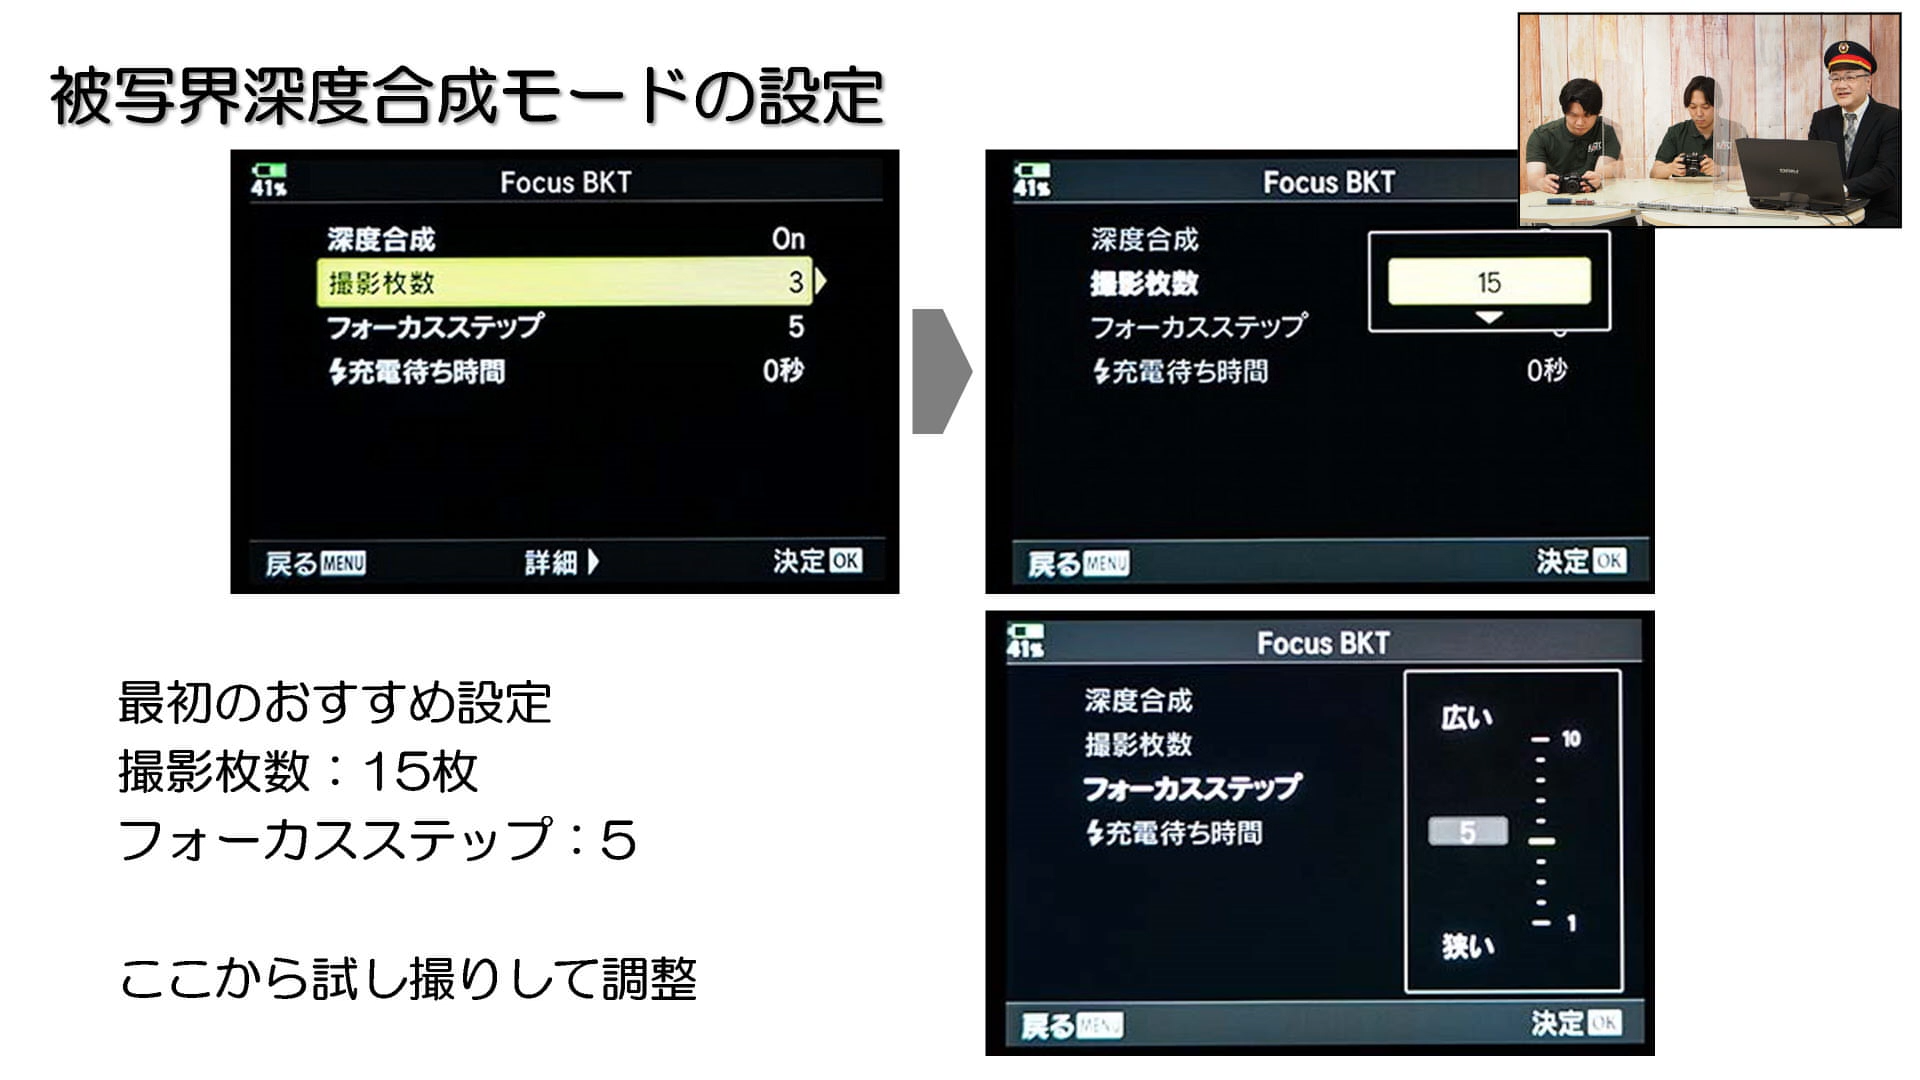 被写界深度合成モードの設定
41%
Focus BKT
深度合成 On
撮影枚数 3
フォーカスステップ 5
充電待ち時間 0秒
戻る MENU 詳細 決定 OK
41%
Focus BKT
深度合成
撮影枚数 15
フォーカスステップ
充電待ち時間 0秒
戻る MENU 決定 OK
41%
Focus BKT
深度合成
撮影枚数
フォーカスステップ
充電待ち時間
広い
10
5
1
狭い
戻る MENU 決定 OK
最初のおすすめ設定
撮影枚数：15枚
フォーカスステップ：5
ここから試し撮りして調整